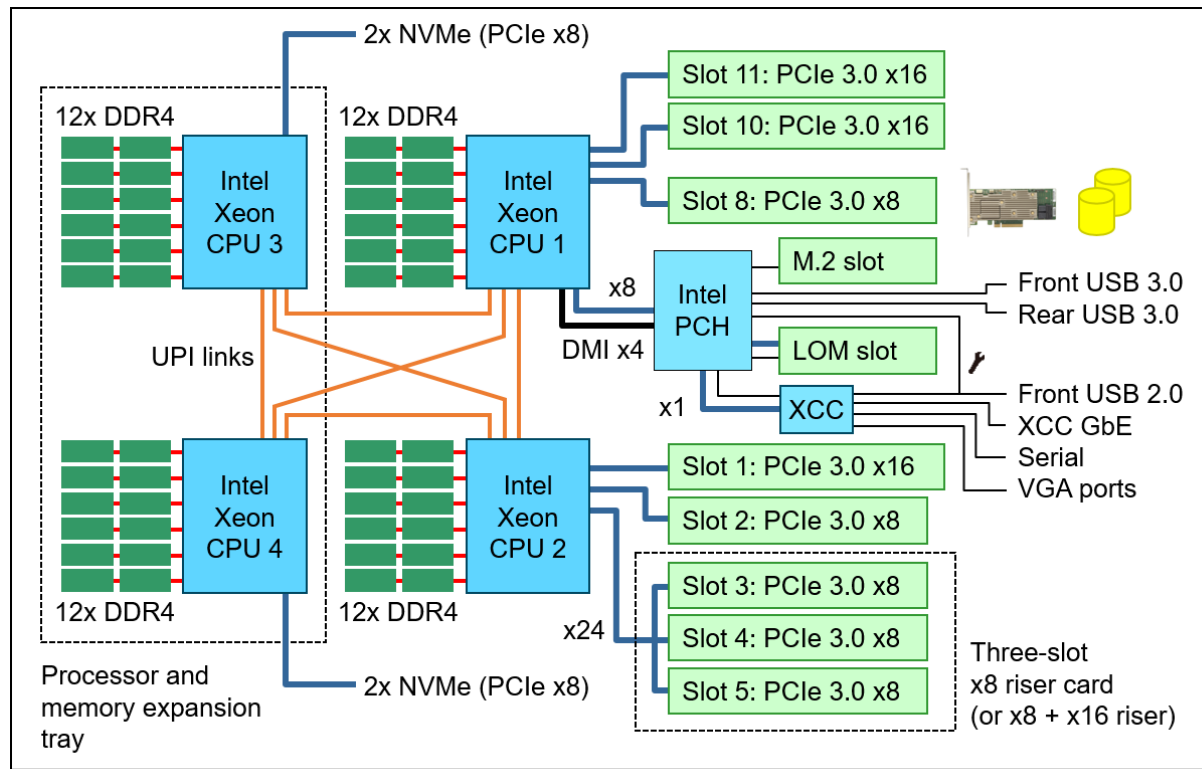 2x NVMe (PCIe x8)
12x DDR4
Intel
Xeon
CPU 3
12x DDR4
Intel
Xeon
CPU 1
Slot 11: PCIe 3.0 x16
Slot 10: PCIe 3.0 x16
Slot 8: PCIe 3.0 x8
x8
DMI x4
Intel
PCH
M.2 slot
LOM slot
Front USB 3.0
Rear USB 3.0
x1
XCC
Front USB 2.0
XCC GbE
Serial
VGA ports
UPI links
Intel
Xeon
CPU 4
12x DDR4
Intel
Xeon
CPU 2
12x DDR4
Slot 1: PCIe 3.0 x16
Slot 2: PCIe 3.0 x8
x24
Slot 3: PCIe 3.0 x8
Slot 4: PCIe 3.0 x8
Slot 5: PCIe 3.0 x8
Three-slot
x8 riser card
(or x8 + x16 riser)
Processor and
memory expansion
tray
2x NVMe (PCIe x8)